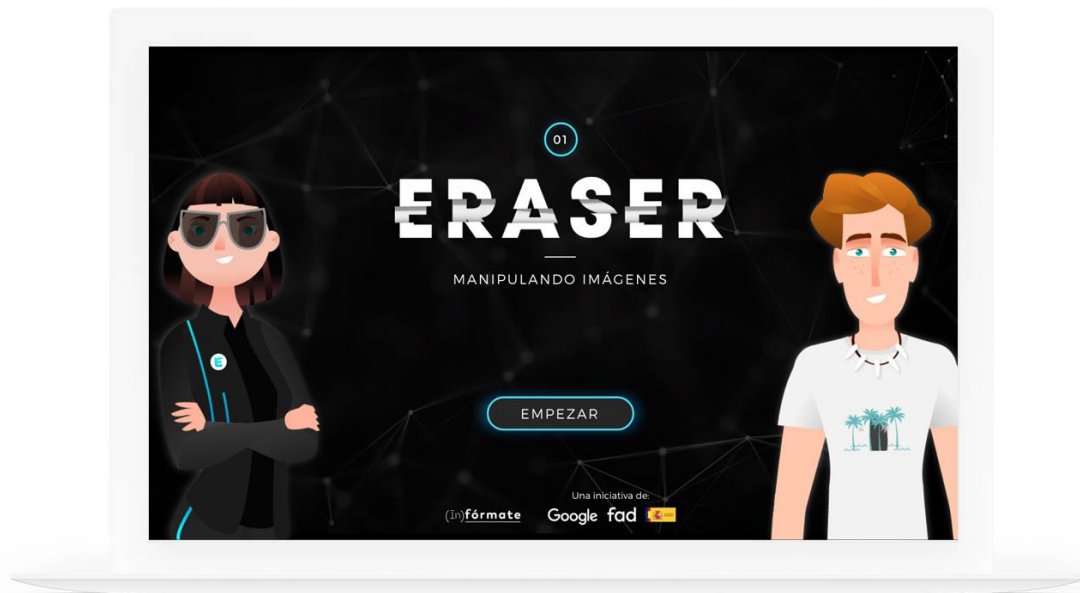 01
ERASER
MANIPULANDO IMÁGENES
E
EMPEZAR
Una iniciativa de:
(In)fórmate Google fad